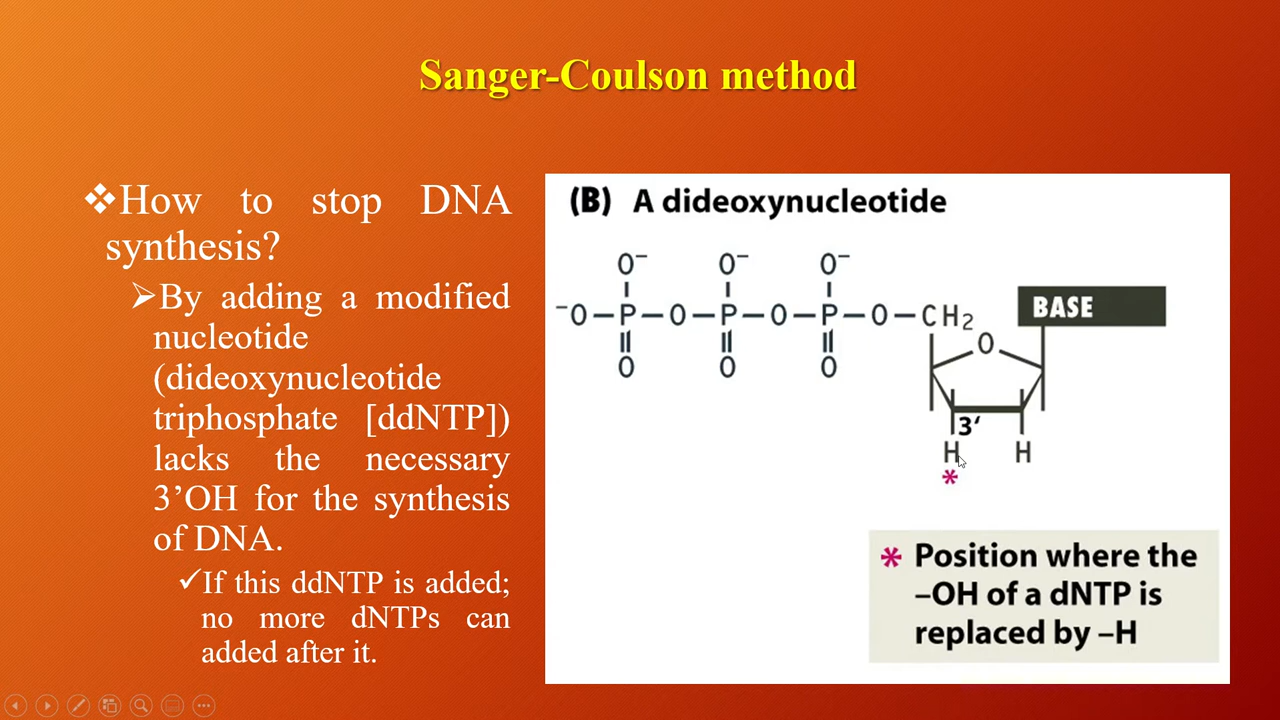 Sanger-Coulson method
❖How to stop DNA
synthesis?
➢By adding a modified
nucleotide
(dideoxynucleotide
triphosphate [ddNTP])
lacks the necessary
3’OH for the synthesis
of DNA.
✓If this ddNTP is added;
no more dNTPs can
added after it.
(B) A dideoxynucleotide
O⁻ O⁻ O⁻
⁻O–P–O–P–O–P–O–CH₂ BASE
O
O O O
3′
H H
*
* Position where the
–OH of a dNTP is
replaced by –H